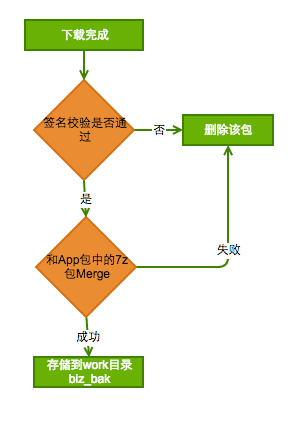 下载完成
签名校验是否通
过
否
删除该包
是
和App包中的7z
包Merge
失败
成功
存储到work目录
biz_bak